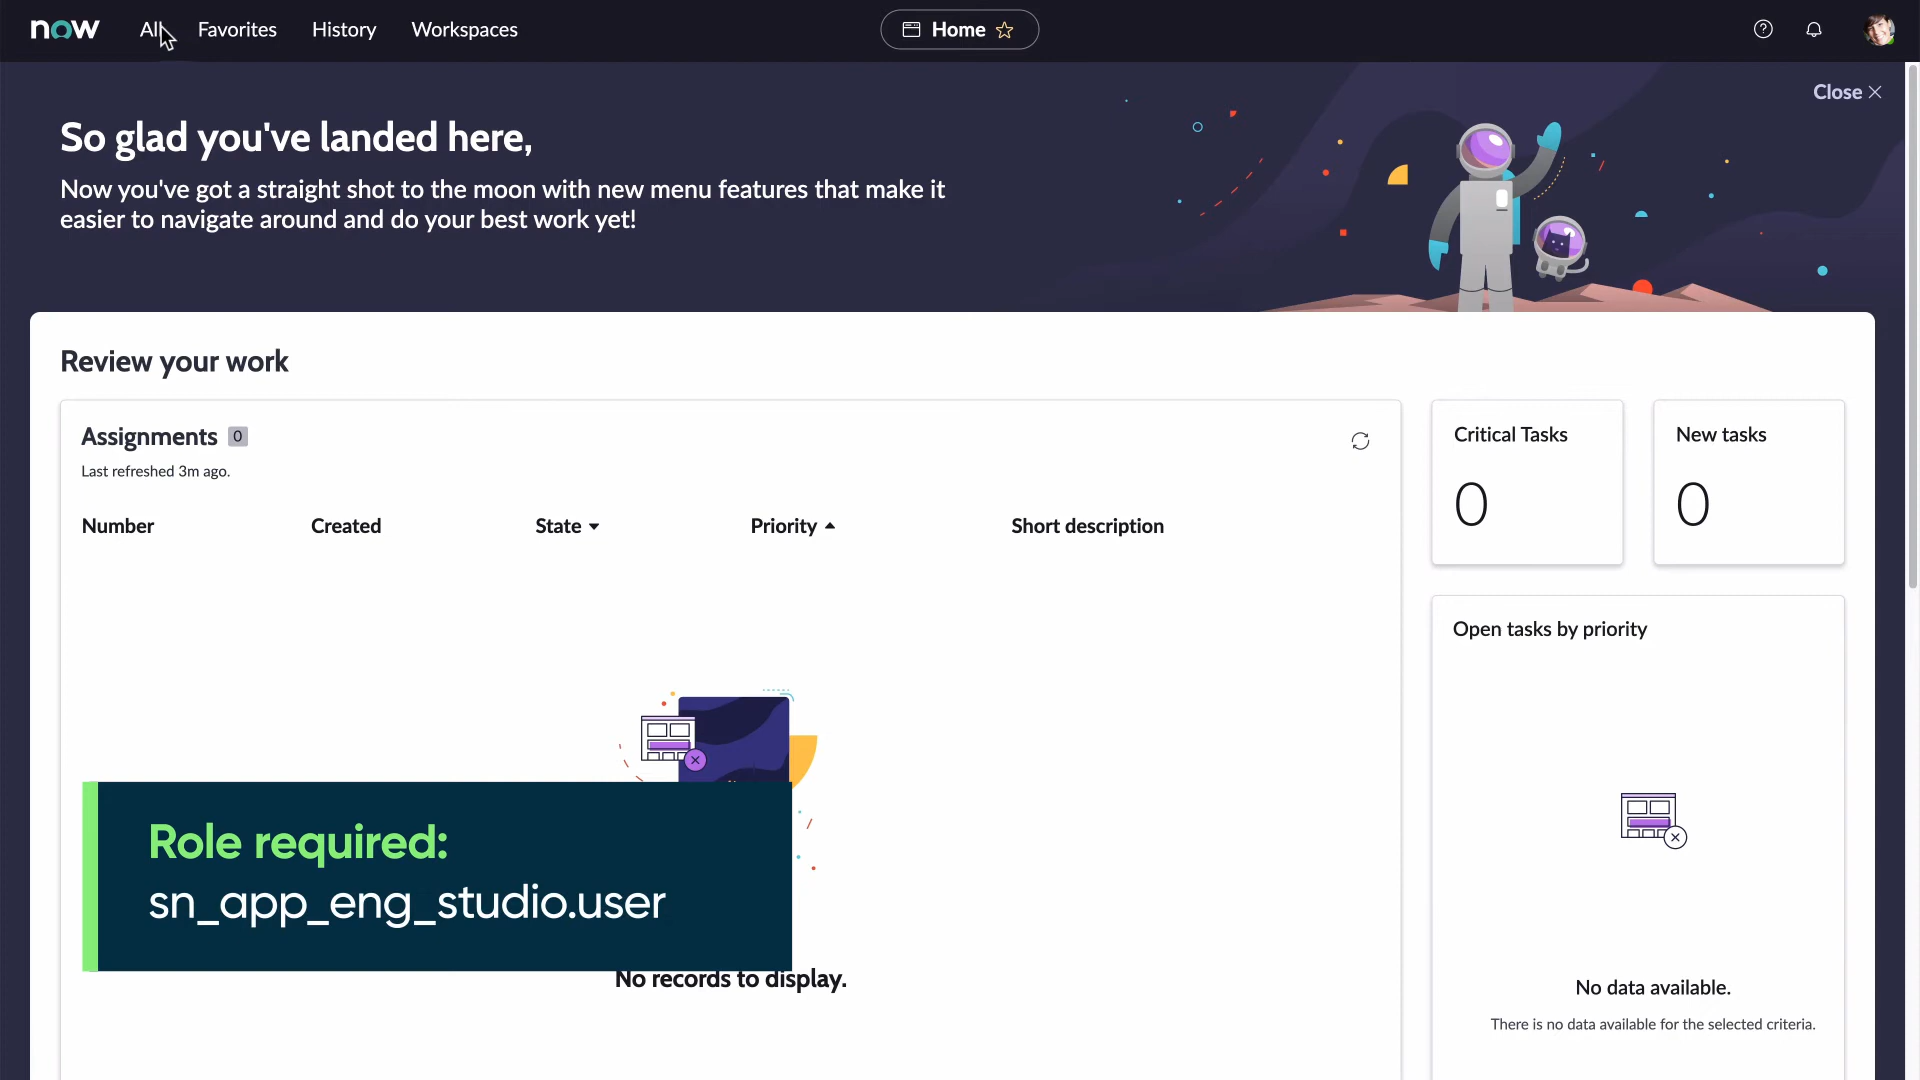 now
All
Favorites
History
Workspaces
Home
Close
So glad you've landed here,
Now you've got a straight shot to the moon with new menu features that make it
easier to navigate around and do your best work yet!
Review your work
Assignments 0
Last refreshed 3m ago.
Number
Created
State
Priority
Short description
Critical Tasks
0
New tasks
0
Open tasks by priority
Role required:
sn_app_eng_studio.user
No records to display.
No data available.
There is no data available for the selected criteria.